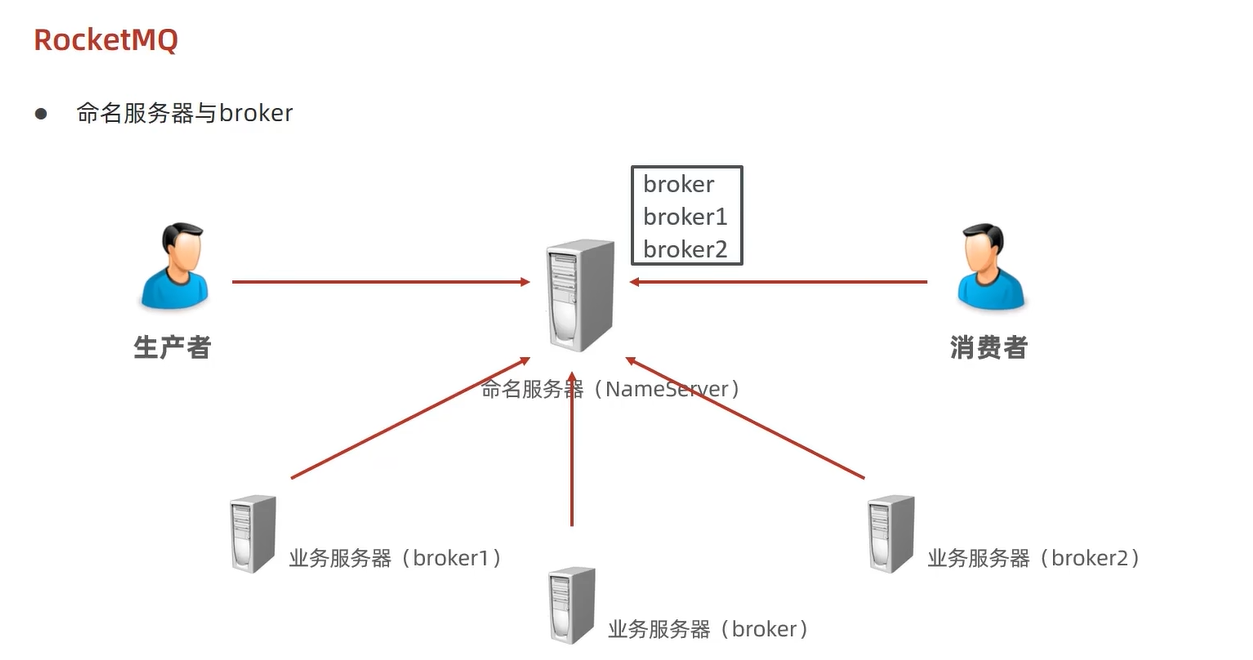 RocketMQ
命名服务器与broker
broker
broker1
broker2
生产者
消费者
命名服务器（NameServer）
业务服务器（broker1）
业务服务器（broker2）
业务服务器（broker）